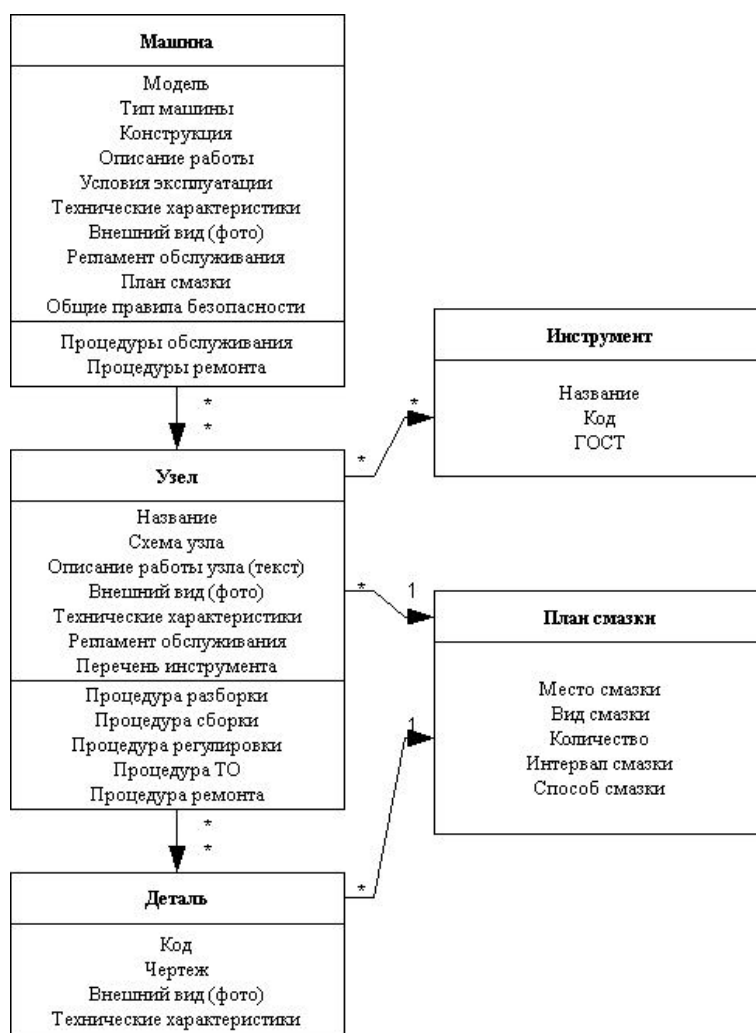 Машина
Модель
Тип машины
Конструкция
Описание работы
Условия эксплуатации
Технические характеристики
Внешний вид (фото)
Регламент обслуживания
План смазки
Общие правила безопасности
Процедуры обслуживания
Процедуры ремонта
*
*
Узел
Название
Схема узла
Описание работы узла (текст)
Внешний вид (фото)
Технические характеристики
Регламент обслуживания
Перечень инструмента
Процедура разборки
Процедура сборки
Процедура регулировки
Процедура ТО
Процедура ремонта
*
*
Деталь
Код
Чертеж
Внешний вид (фото)
Технические характеристики
*
*
Инструмент
Название
Код
ГОСТ
*
1
План смазки
Место смазки
Вид смазки
Количество
Интервал смазки
Способ смазки
*
1